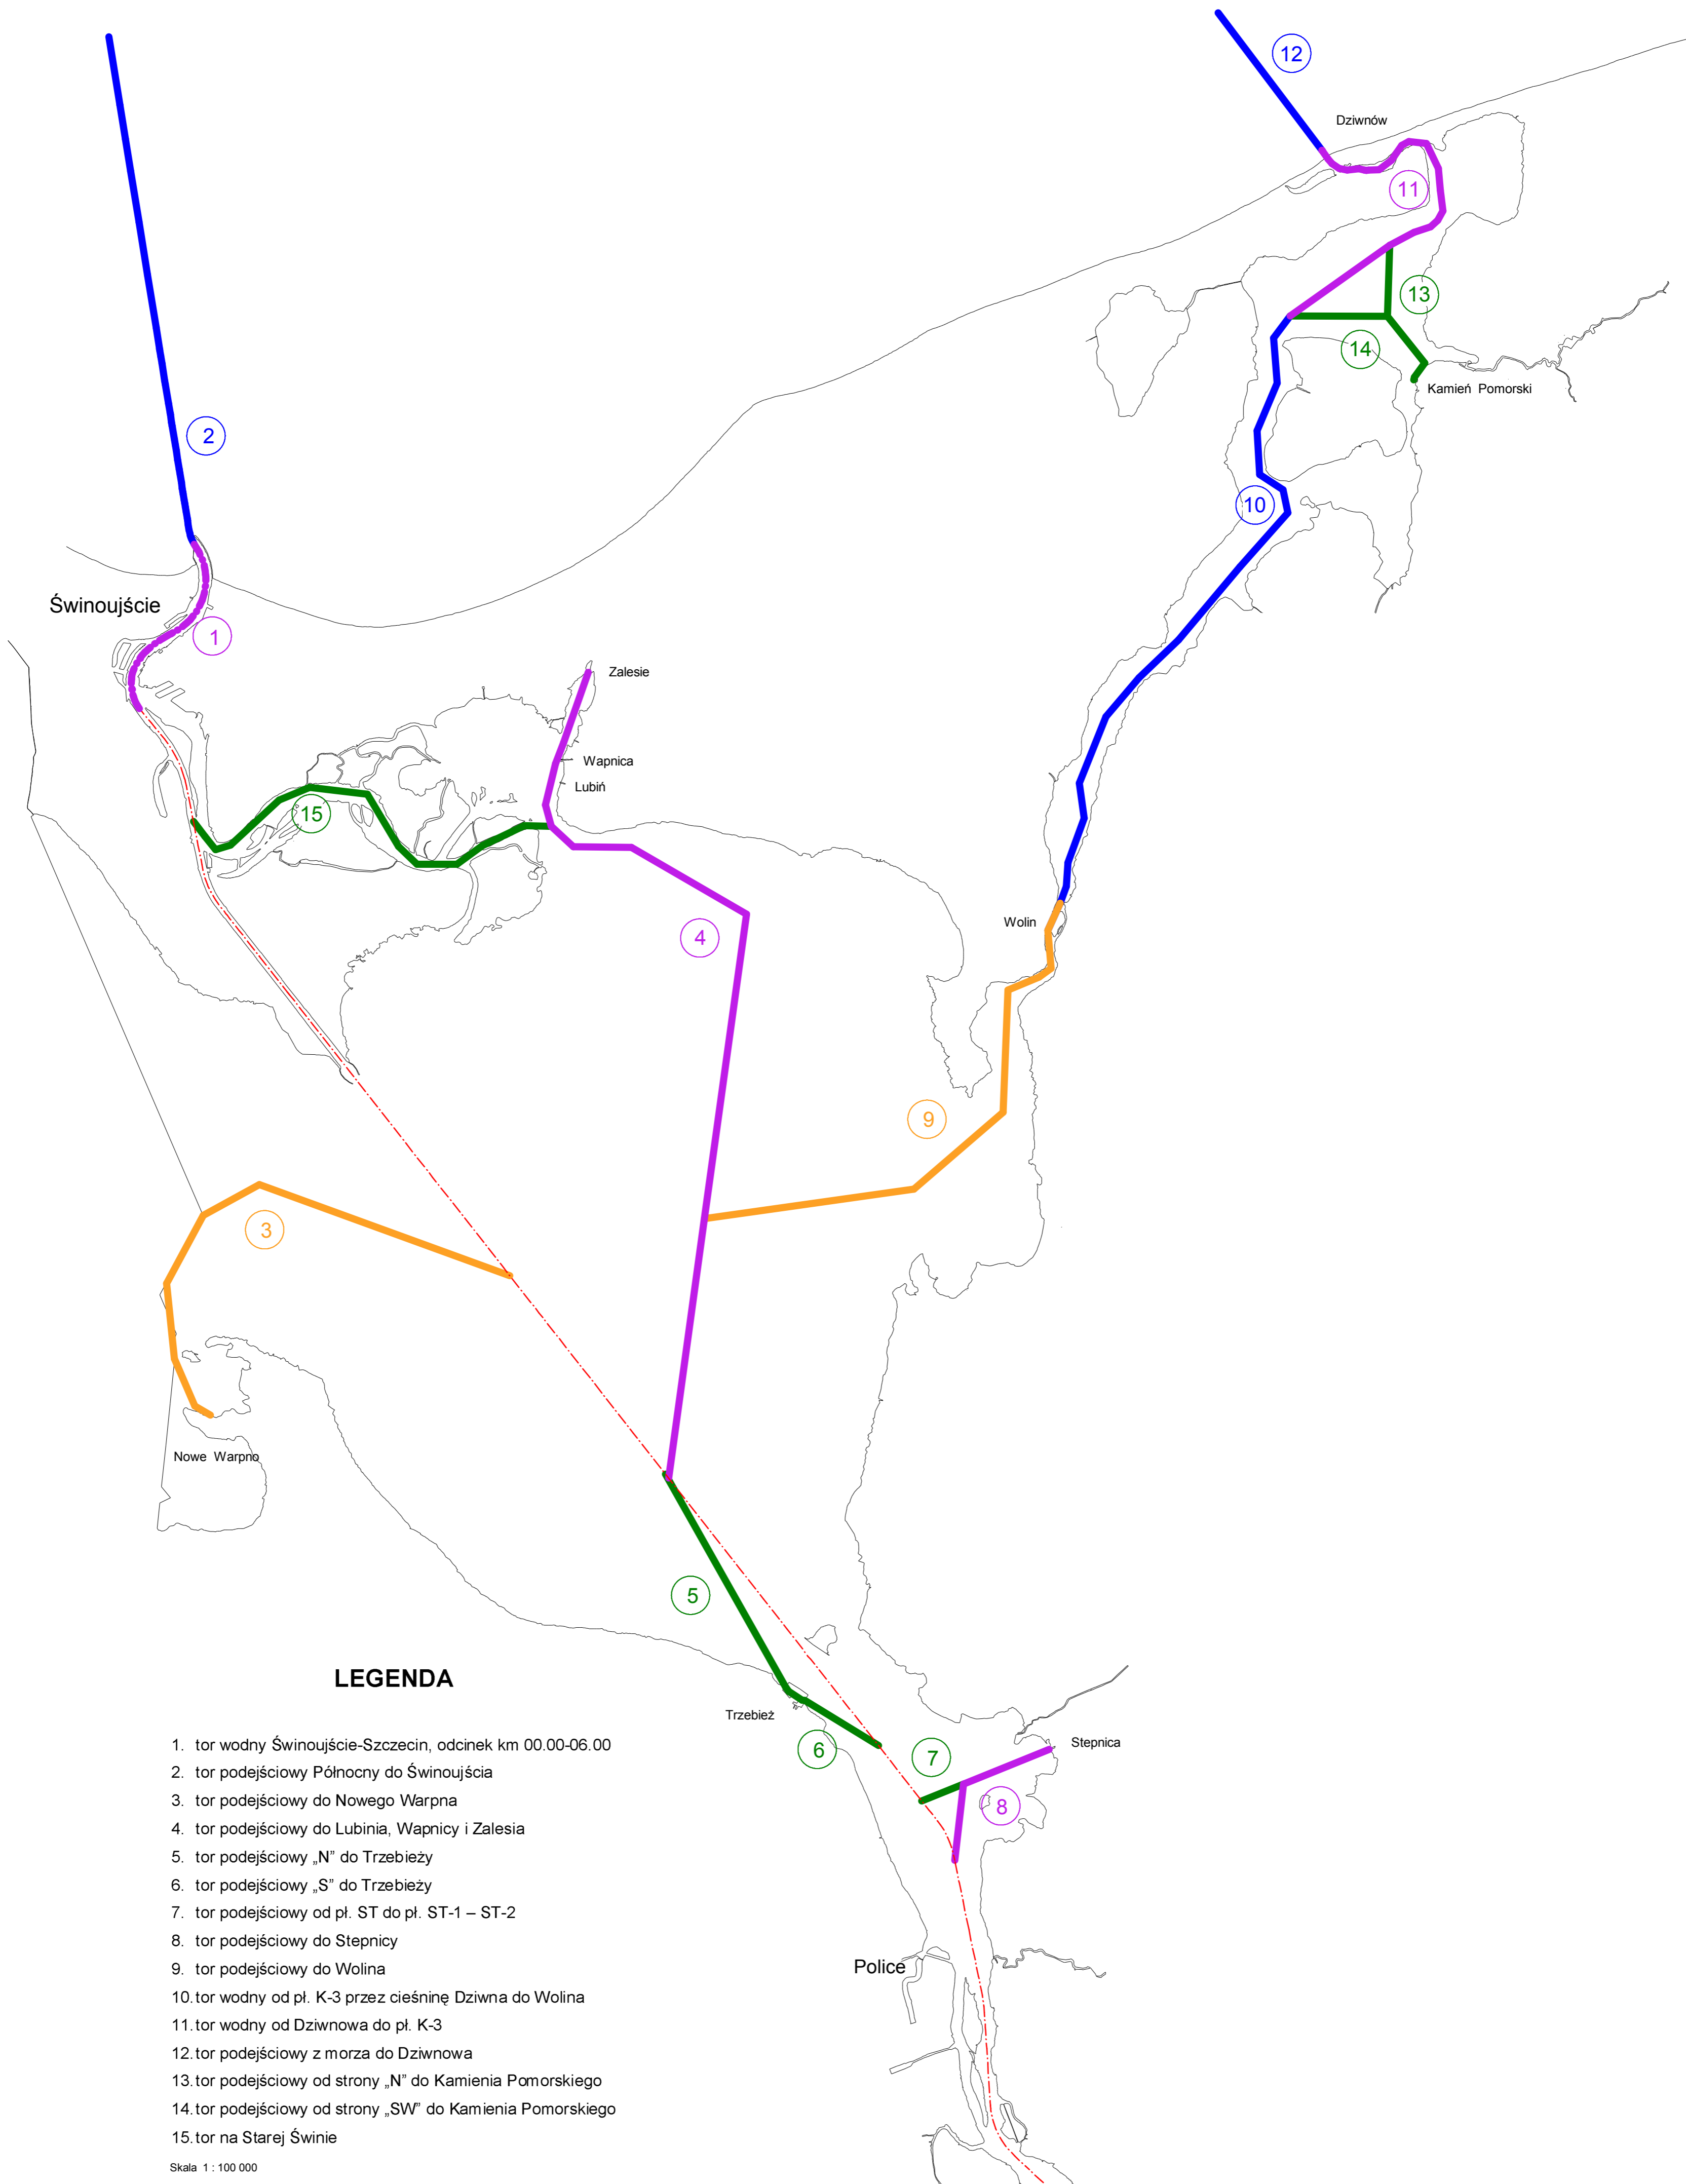 12
Dziwnów
11
13
14
Kamień Pomorski
2
10
Świnoujście
1
Zalesie
Wapnica
Lubiń
15
Wolin
4
9
3
Nowe Warpno
5
LEGENDA
Trzebież
6
7
Stepnica
8
Police
1. tor wodny Świnoujście-Szczecin, odcinek km 00.00-06.00
2. tor podejściowy Północny do Świnoujścia
3. tor podejściowy do Nowego Warpna
4. tor podejściowy do Lubinia, Wapnicy i Zalesia
5. tor podejściowy „N” do Trzebieży
6. tor podejściowy „S” do Trzebieży
7. tor podejściowy od pł. ST do pł. ST-1 – ST-2
8. tor podejściowy do Stepnicy
9. tor podejściowy do Wolina
10. tor wodny od pł. K-3 przez cieśninę Dziwna do Wolina
11. tor wodny od Dziwnowa do pł. K-3
12. tor podejściowy z morza do Dziwnowa
13. tor podejściowy od strony „N” do Kamienia Pomorskiego
14. tor podejściowy od strony „SW” do Kamienia Pomorskiego
15. tor na Starej Świnie
Skala 1 : 100 000